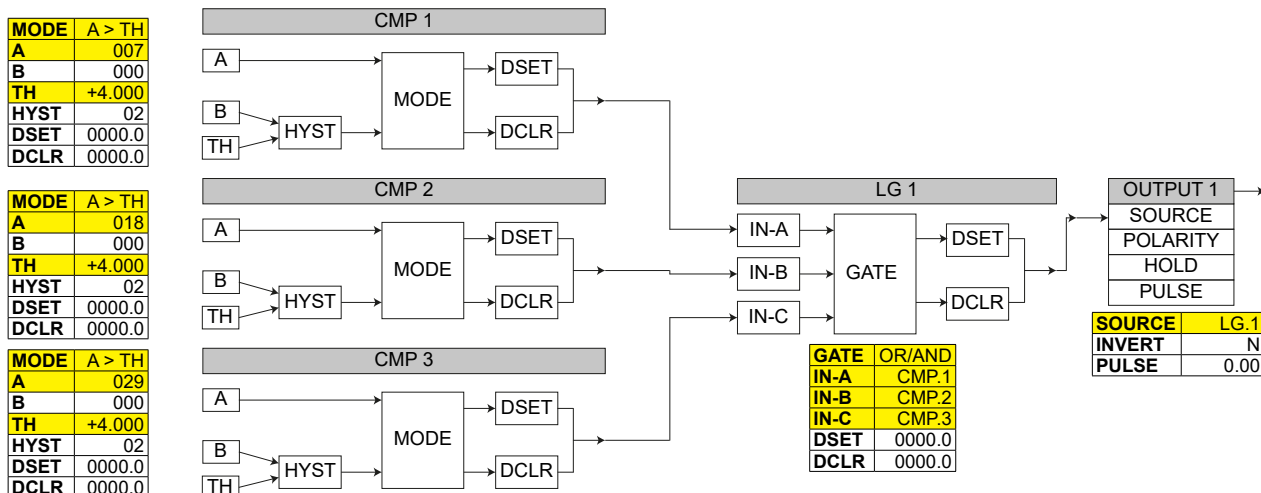 CMP 1
MODE A > TH
A 007
B 000
TH +4.000
HYST 02
DSET 0000.0
DCLR 0000.0
A
B
TH
HYST
MODE
DSET
DCLR
CMP 2
MODE A > TH
A 018
B 000
TH +4.000
HYST 02
DSET 0000.0
DCLR 0000.0
A
B
TH
HYST
MODE
DSET
DCLR
CMP 3
MODE A > TH
A 029
B 000
TH +4.000
HYST 02
DSET 0000.0
DCLR 0000.0
A
B
TH
HYST
MODE
DSET
DCLR
LG 1
IN-A
IN-B
IN-C
GATE
DSET
DCLR
GATE OR/AND
IN-A CMP.1
IN-B CMP.2
IN-C CMP.3
DSET 0000.0
DCLR 0000.0
OUTPUT 1
SOURCE
POLARITY
HOLD
PULSE
SOURCE LG.1
INVERT N
PULSE 0.00